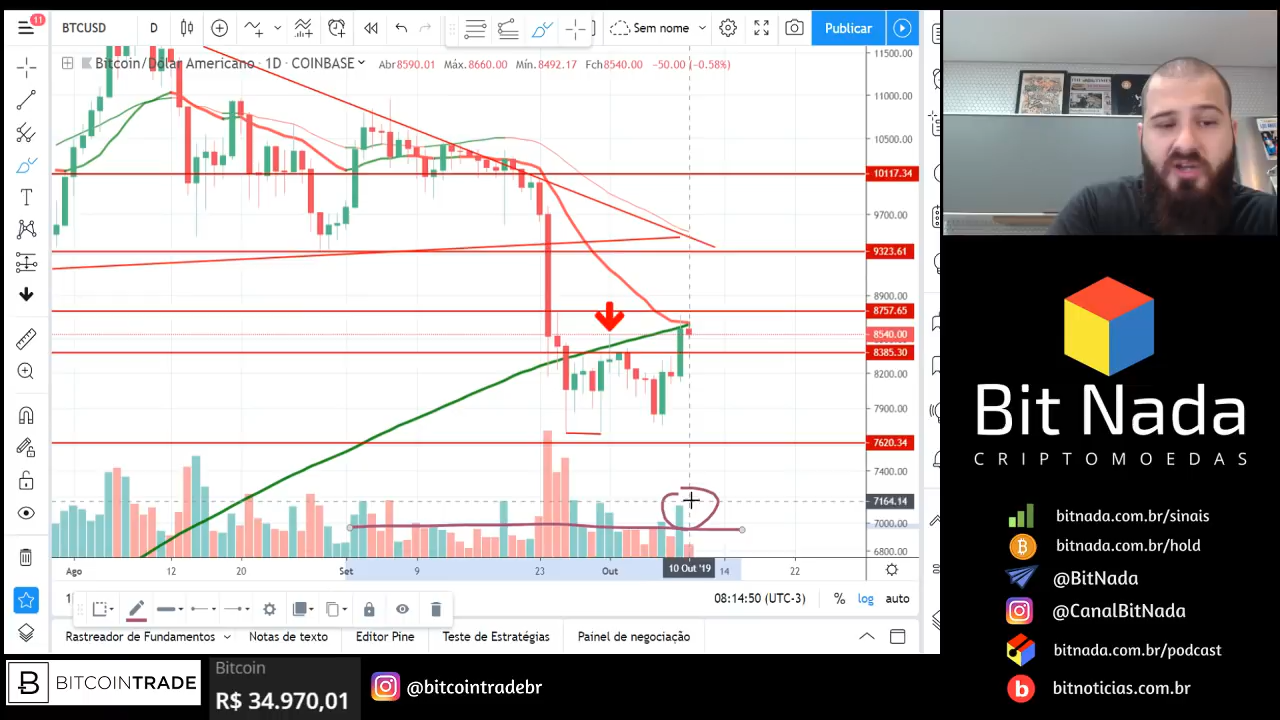 11
BTCUSD
D
Sem nome
Publicar
Bitcoin/Dólar Americano • 1D • COINBASE
Abr8590.01 Máx.8660.00 Mín.8492.17 Fch8540.00 −50.00 (−0.58%)
11500.00
11000.00
10500.00
10117.34
9700.00
9323.61
8900.00
8757.65
8540.00
8385.30
8200.00
7900.00
7620.34
7400.00
7164.14
7000.00
6800.00
Ago 12 20 Set 9 23 Out 10 Out '19 14 22
08:14:50 (UTC-3) % log auto
Rastreador de Fundamentos Notas de texto Editor Pine Teste de Estratégias Painel de negociação
Bit Nada
CRIPTOMOEDAS
bitnada.com.br/sinais
bitnada.com.br/hold
@BitNada
@CanalBitNada
bitnada.com.br/podcast
bitnoticias.com.br
BITCOINTRADE
Bitcoin
R$ 34.970,01
@bitcointradebr